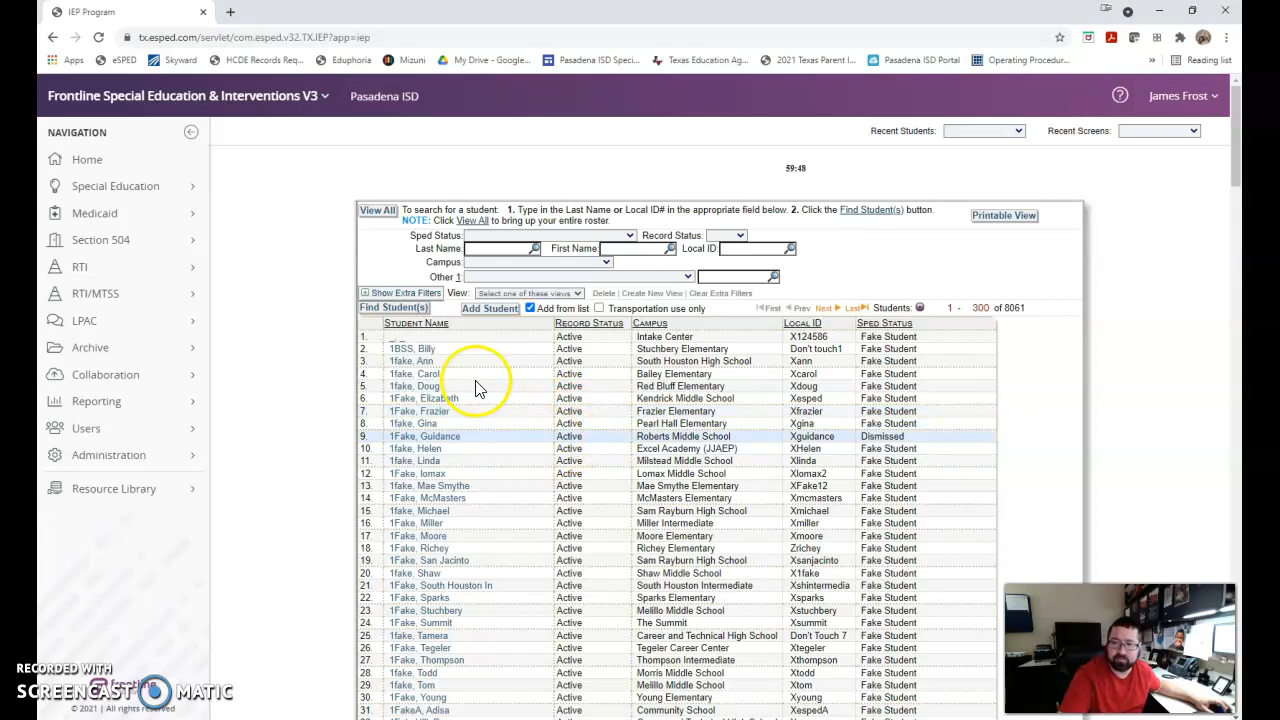 IEP Program
tx.esped.com/servlet/com.esped.v32.TX.IEP?app=iep
Apps eSPED Skyward HCDE Records Req... Eduphoria Mizuni My Drive - Google... Pasadena ISD Speci... Texas Education Ag... 2021 Texas Parent I... Pasadena ISD Portal Operating Procedur... » Reading list
Frontline Special Education & Interventions V3 Pasadena ISD James Frost
NAVIGATION
Recent Students: Recent Screens:
Home
Special Education
Medicaid
Section 504
RTI
RTI/MTSS
LPAC
Archive
Collaboration
Reporting
Users
Administration
Resource Library
59:48
View All To search for a student: 1. Type in the Last Name or Local ID# in the appropriate field below. 2. Click the Find Student(s) button.
NOTE: Click View All to bring up your entire roster.
Printable View
Sped Status: Record Status:
Last Name: First Name: Local ID:
Campus:
Other 1:
Show Extra Filters View: Select one of these views Delete | Create New View | Clear Extra Filters
Find Student(s) Add Student Add from list Transportation use only First Prev Next Last Students: 1 - 300 of 8061
STUDENT NAME RECORD STATUS CAMPUS LOCAL ID SPED STATUS
1. _, _ Active Intake Center X124586 Fake Student
2. 1BSS, Billy Active Stuchbery Elementary Don't touch1 Fake Student
3. 1fake, Ann Active South Houston High School Xann Fake Student
4. 1fake, Carol Active Bailey Elementary Xcarol Fake Student
5. 1fake, Doug Active Red Bluff Elementary Xdoug Fake Student
6. 1Fake, Elizabeth Active Kendrick Middle School Xesped Fake Student
7. 1Fake, Frazier Active Frazier Elementary Xfrazier Fake Student
8. 1fake, Gina Active Pearl Hall Elementary Xgina Fake Student
9. 1Fake, Guidance Active Roberts Middle School Xguidance Dismissed
10. 1fake, Helen Active Excel Academy (JJAEP) XHelen Fake Student
11. 1fake, Linda Active Milstead Middle School Xlinda Fake Student
12. 1Fake, lomax Active Lomax Middle School Xlomax2 Fake Student
13. 1Fake, Mae Smythe Active Mae Smythe Elementary XFake12 Fake Student
14. 1Fake, McMasters Active McMasters Elementary Xmcmasters Fake Student
15. 1fake, Michael Active Sam Rayburn High School Xmichael Fake Student
16. 1Fake, Miller Active Miller Intermediate Xmiller Fake Student
17. 1Fake, Moore Active Moore Elementary Xmoore Fake Student
18. 1Fake, Richey Active Richey Elementary Zrichey Fake Student
19. 1Fake, San Jacinto Active Sam Rayburn High School Xsanjacinto Fake Student
20. 1fake, Shaw Active Shaw Middle School X1fake Fake Student
21. 1Fake, South Houston In Active South Houston Intermediate Xshintermedia Fake Student
22. 1Fake, Sparks Active Sparks Elementary Xsparks Fake Student
23. 1Fake, Stuchbery Active Melillo Middle School Xstuchbery Fake Student
24. 1Fake, Summit Active The Summit Xsummit Fake Student
25. 1fake, Tamera Active Career and Technical High School Don't Touch 7 Fake Student
26. 1Fake, Tegeler Active Tegeler Career Center Xtegeler Fake Student
27. 1Fake, Thompson Active Thompson Intermediate Xthompson Fake Student
28. 1fake, Todd Active Morris Middle School Xtodd Fake Student
29. 1fake, Tom Active Melillo Middle School Xtom Fake Student
30. 1Fake, Young Active Young Elementary Xyoung Fake Student
31. 1FakeA, Adisa Active Community School XespedA Fake Student
RECORDED WITH
SCREENCAST MATIC
© 2021 | All rights reserved